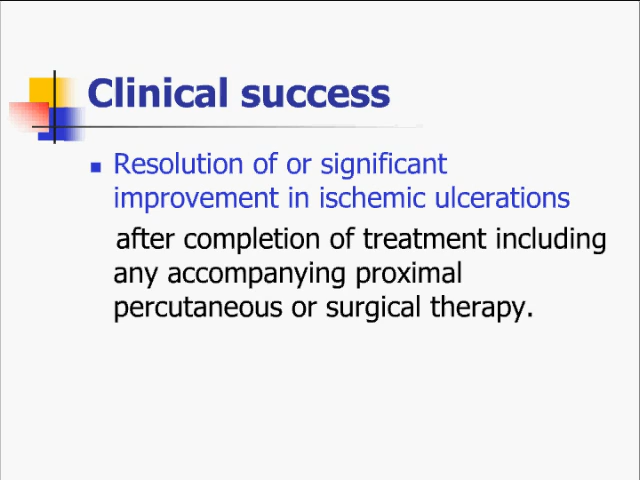 Clinical success
Resolution of or significant
improvement in ischemic ulcerations
after completion of treatment including
any accompanying proximal
percutaneous or surgical therapy.